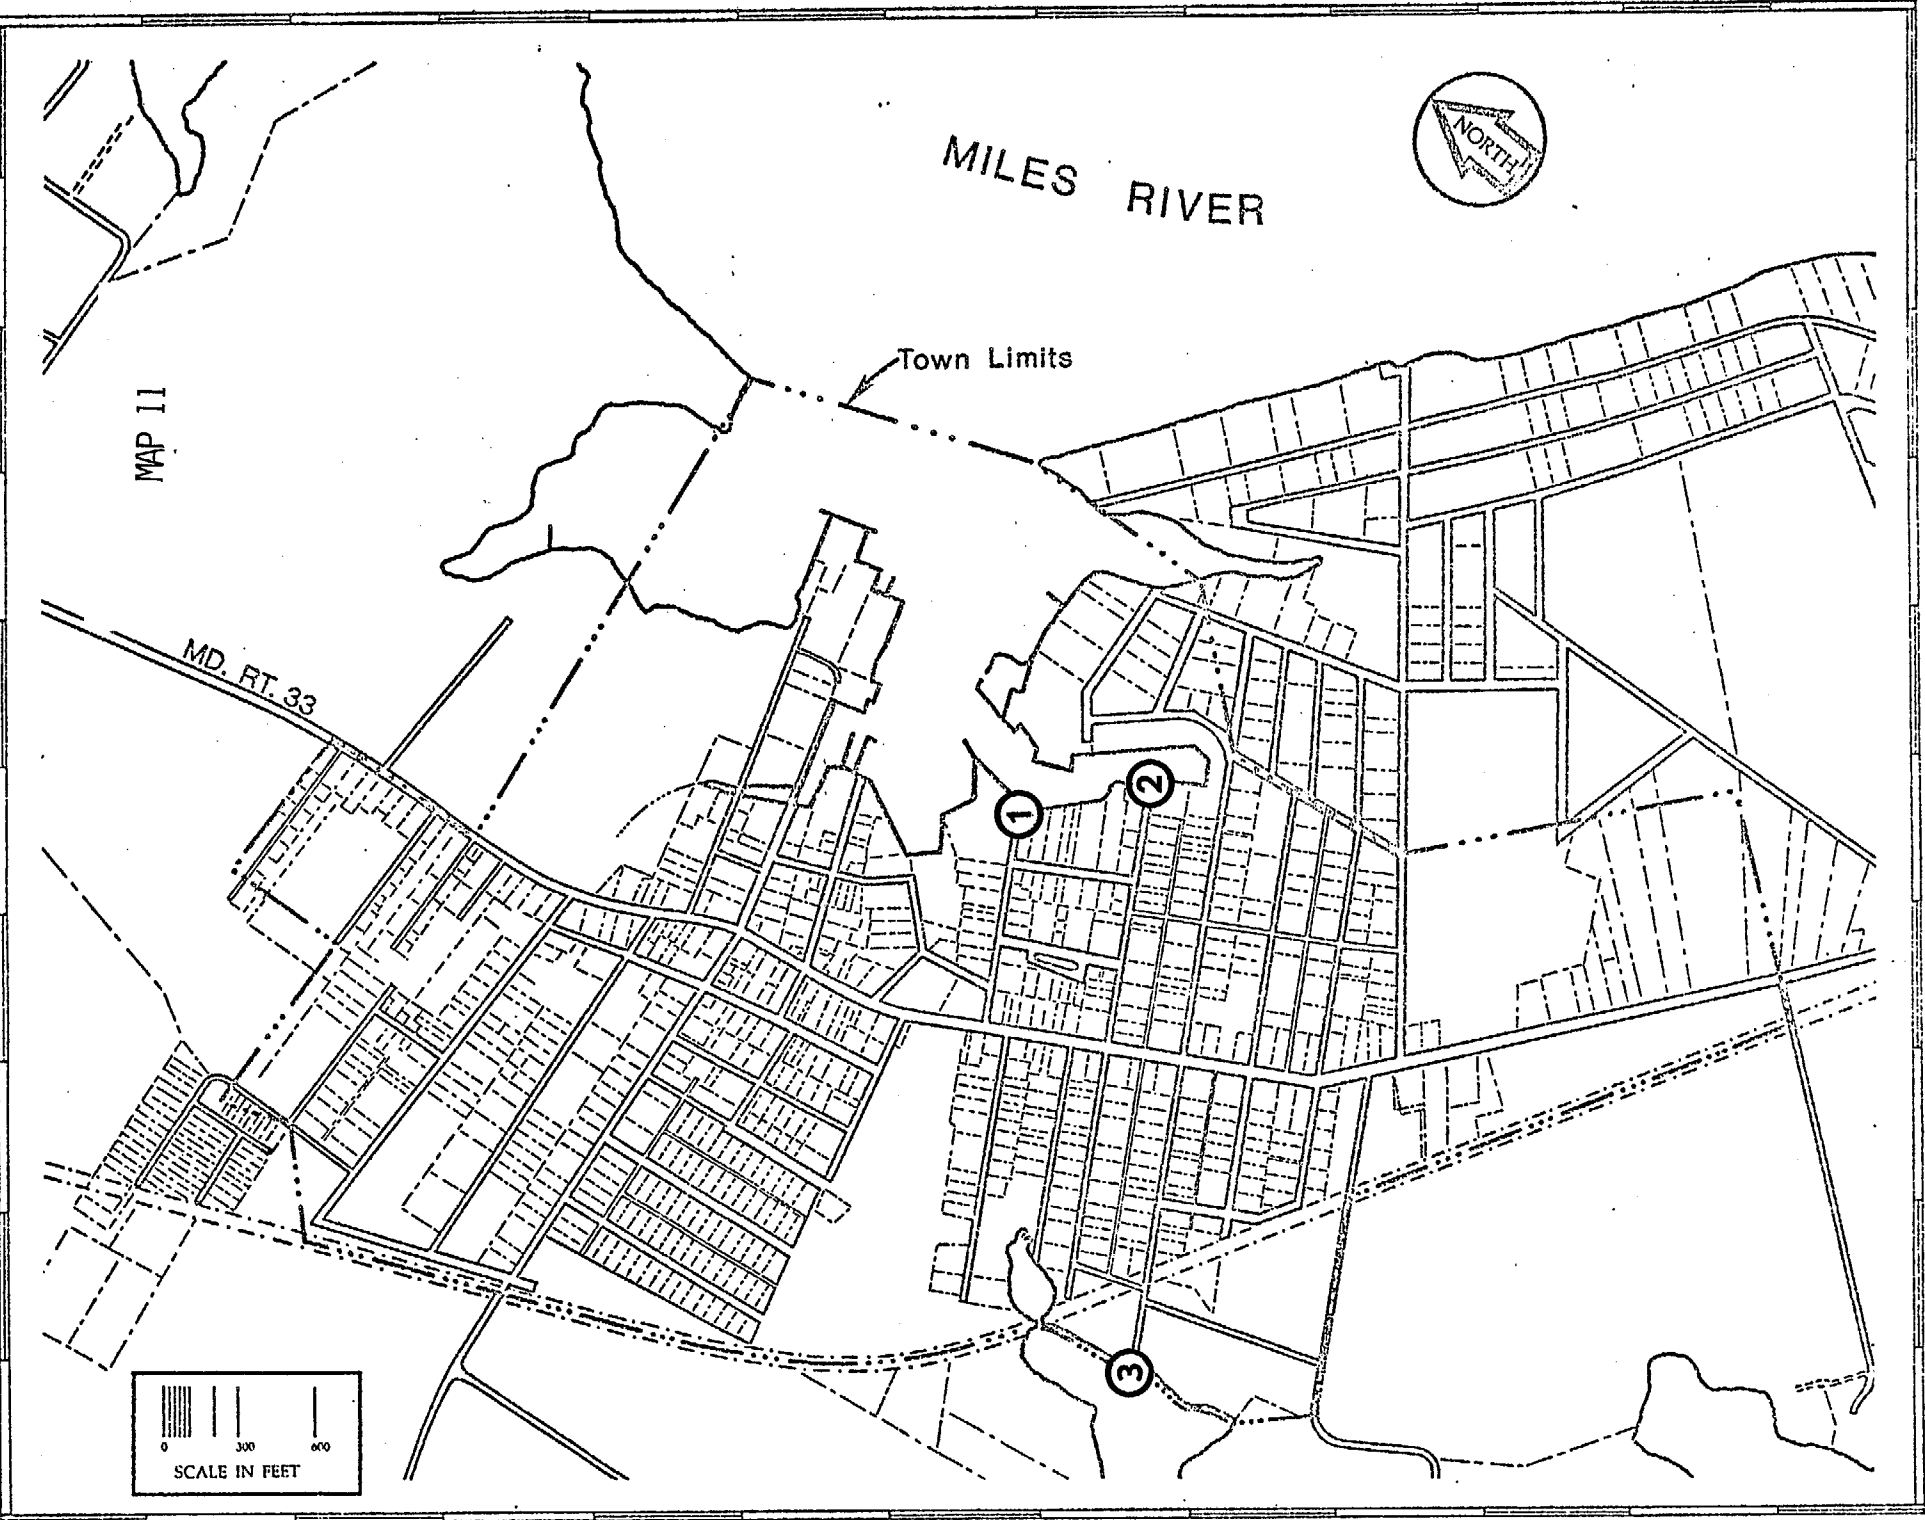 MILES RIVER
NORTH
Town Limits
MAP 11
MD. RT. 33
2
1
3
0 300 600
SCALE IN FEET